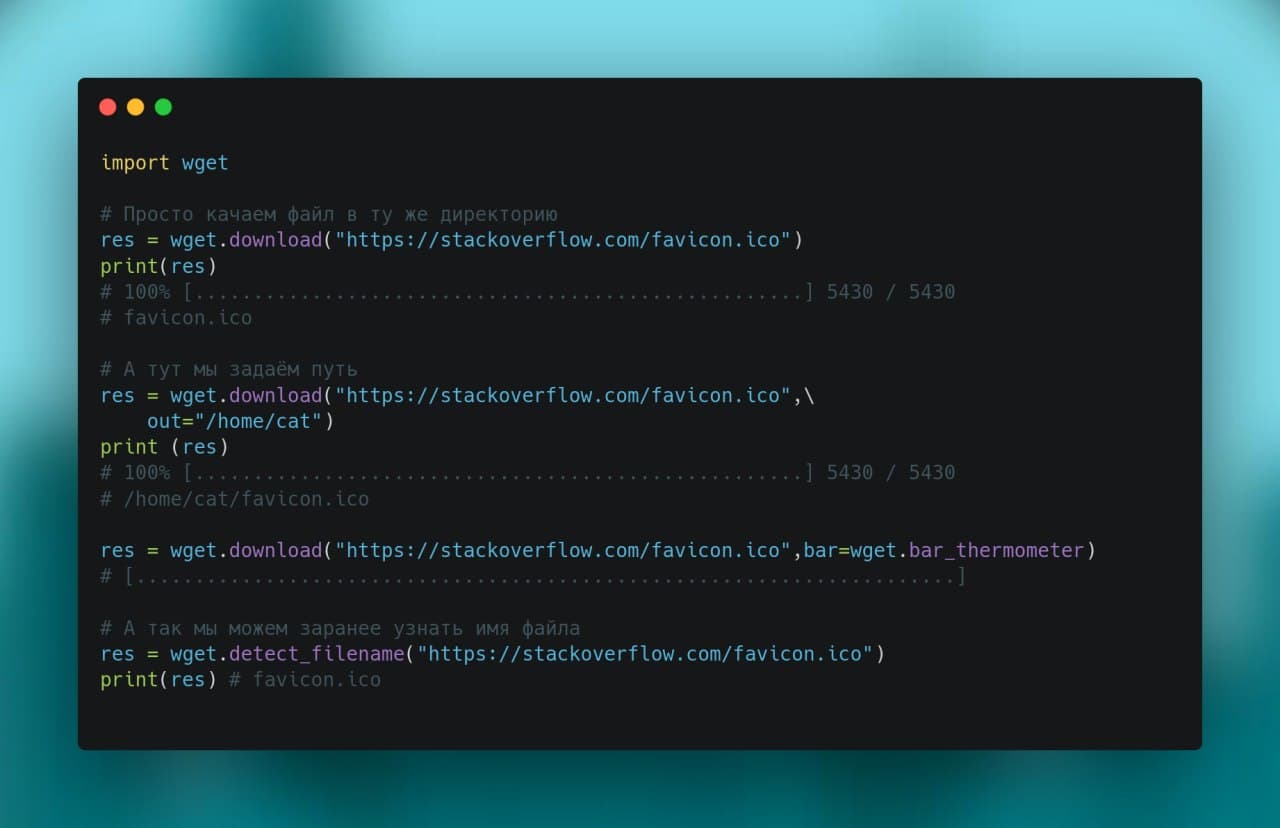 import wget
# Просто качаем файл в ту же директорию
res = wget.download("https://stackoverflow.com/favicon.ico")
print(res)
# 100% [....................................................] 5430 / 5430
# favicon.ico
# А тут мы задаём путь
res = wget.download("https://stackoverflow.com/favicon.ico",\
    out="/home/cat")
print (res)
# 100% [....................................................] 5430 / 5430
# /home/cat/favicon.ico
res = wget.download("https://stackoverflow.com/favicon.ico",bar=wget.bar_thermometer)
# [......................................................................]
# А так мы можем заранее узнать имя файла
res = wget.detect_filename("https://stackoverflow.com/favicon.ico")
print(res) # favicon.ico